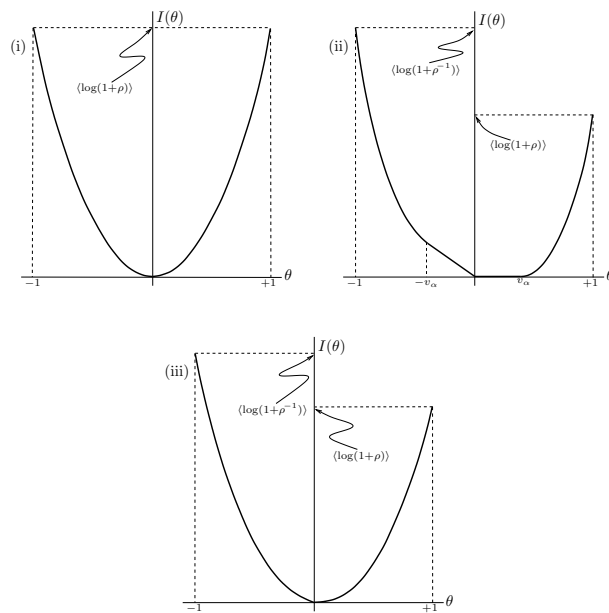 (i)
I(θ)
⟨log(1+ρ)⟩
−1
+1
θ
(ii)
I(θ)
⟨log(1+ρ⁻¹)⟩
⟨log(1+ρ)⟩
−1
−v_α
v_α
+1
θ
(iii)
I(θ)
⟨log(1+ρ⁻¹)⟩
⟨log(1+ρ)⟩
−1
+1
θ